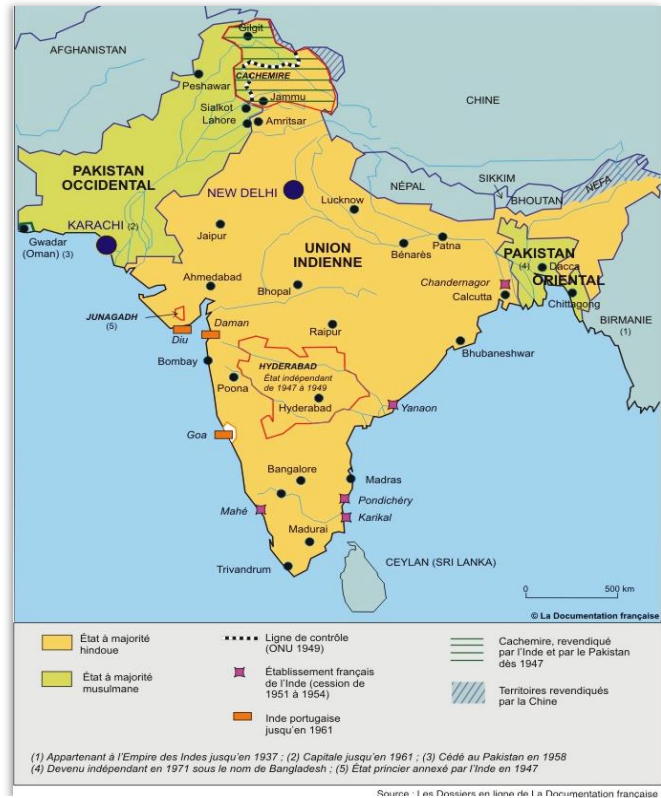 Gilgit
AFGHANISTAN
CACHEMIRE
Peshawar
Jammu
CHINE
Sialkot
Lahore
Amritsar
PAKISTAN
OCCIDENTAL
NEW DELHI
NÉPAL
SIKKIM
BHOUTAN
NEFA
Lucknow
KARACHI (2)
Gwadar
(Oman) (3)
Jaipur
UNION
INDIENNE
Bénarès
Patna
PAKISTAN
(4)
Dacca
ORIENTAL
Ahmedabad
Bhopal
Chandernagor
Calcutta
Chittagong
JUNAGADH
(5)
Diu
Daman
Raipur
BIRMANIE
(1)
Bhubaneshwar
Bombay
HYDERABAD
État indépendant
de 1947 à 1949
Poona
Hyderabad
Yanaon
Goa
Bangalore
Madras
Mahé
Pondichéry
Karikal
Madurai
CEYLAN (SRI LANKA)
Trivandrum
0
500 km
© La Documentation française
État à majorité
hindoue
État à majorité
musulmane
Ligne de contrôle
(ONU 1949)
Établissement français
de l'Inde (cession de
1951 à 1954)
Inde portugaise
jusqu'en 1961
Cachemire, revendiqué
par l'Inde et par le Pakistan
dès 1947
Territoires revendiqués
par la Chine
(1) Appartenant à l'Empire des Indes jusqu'en 1937 ; (2) Capitale jusqu'en 1961 ; (3) Cédé au Pakistan en 1958
(4) Devenu indépendant en 1971 sous le nom de Bangladesh ; (5) État princier annexé par l'Inde en 1947
Source : Les Dossiers en ligne de La Documentation française